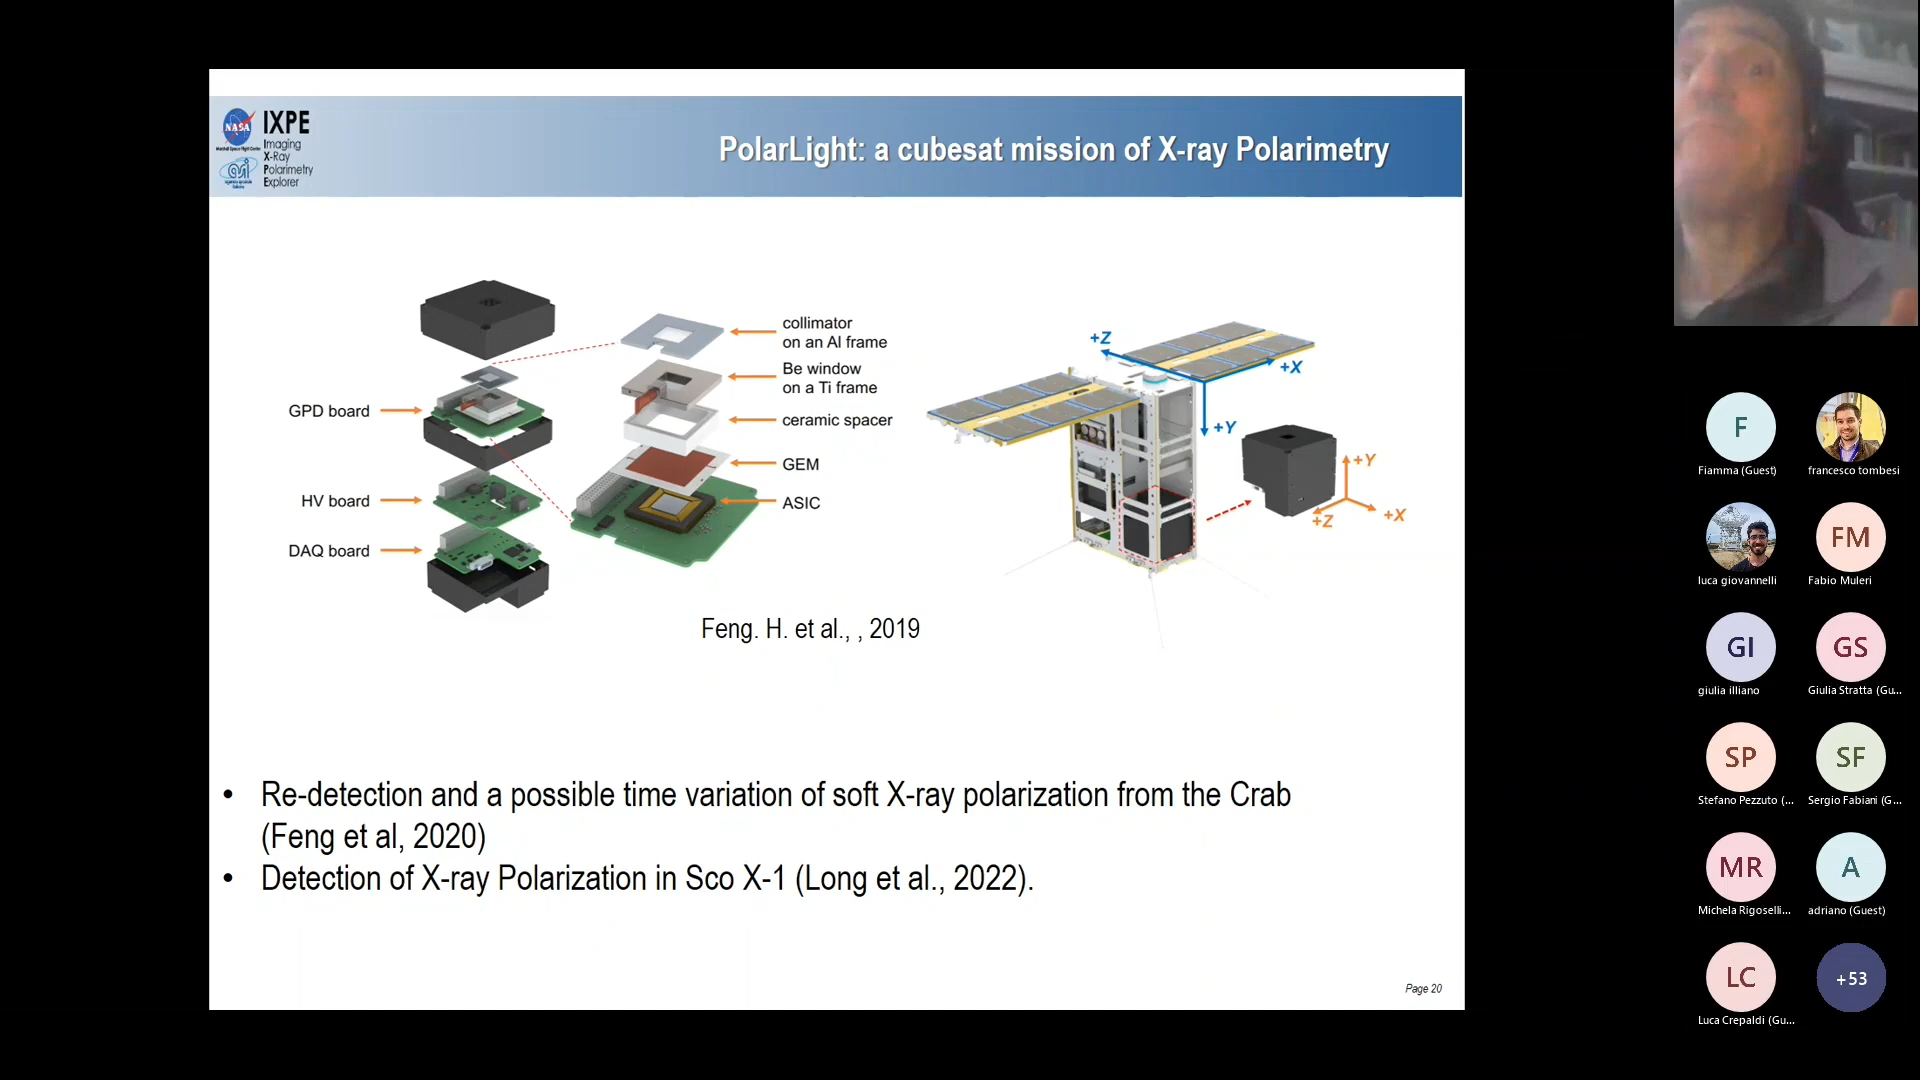 NASA
IXPE
Imaging
X-Ray
Polarimetry
Explorer
asi
PolarLight: a cubesat mission of X-ray Polarimetry
GPD board
HV board
DAQ board
collimator
on an Al frame
Be window
on a Ti frame
ceramic spacer
GEM
ASIC
+Z
+X
+Y
+Y
+Z
+X
Feng. H. et al., , 2019
• Re-detection and a possible time variation of soft X-ray polarization from the Crab
(Feng et al, 2020)
• Detection of X-ray Polarization in Sco X-1 (Long et al., 2022).
Page 20
F
Fiamma (Guest)
francesco tombesi
luca giovannelli
FM
Fabio Muleri
GI
giulia illiano
GS
Giulia Stratta (Gu...
SP
Stefano Pezzuto (...
SF
Sergio Fabiani (G...
MR
Michela Rigoselli...
A
adriano (Guest)
LC
Luca Crepaldi (Gu...
+53